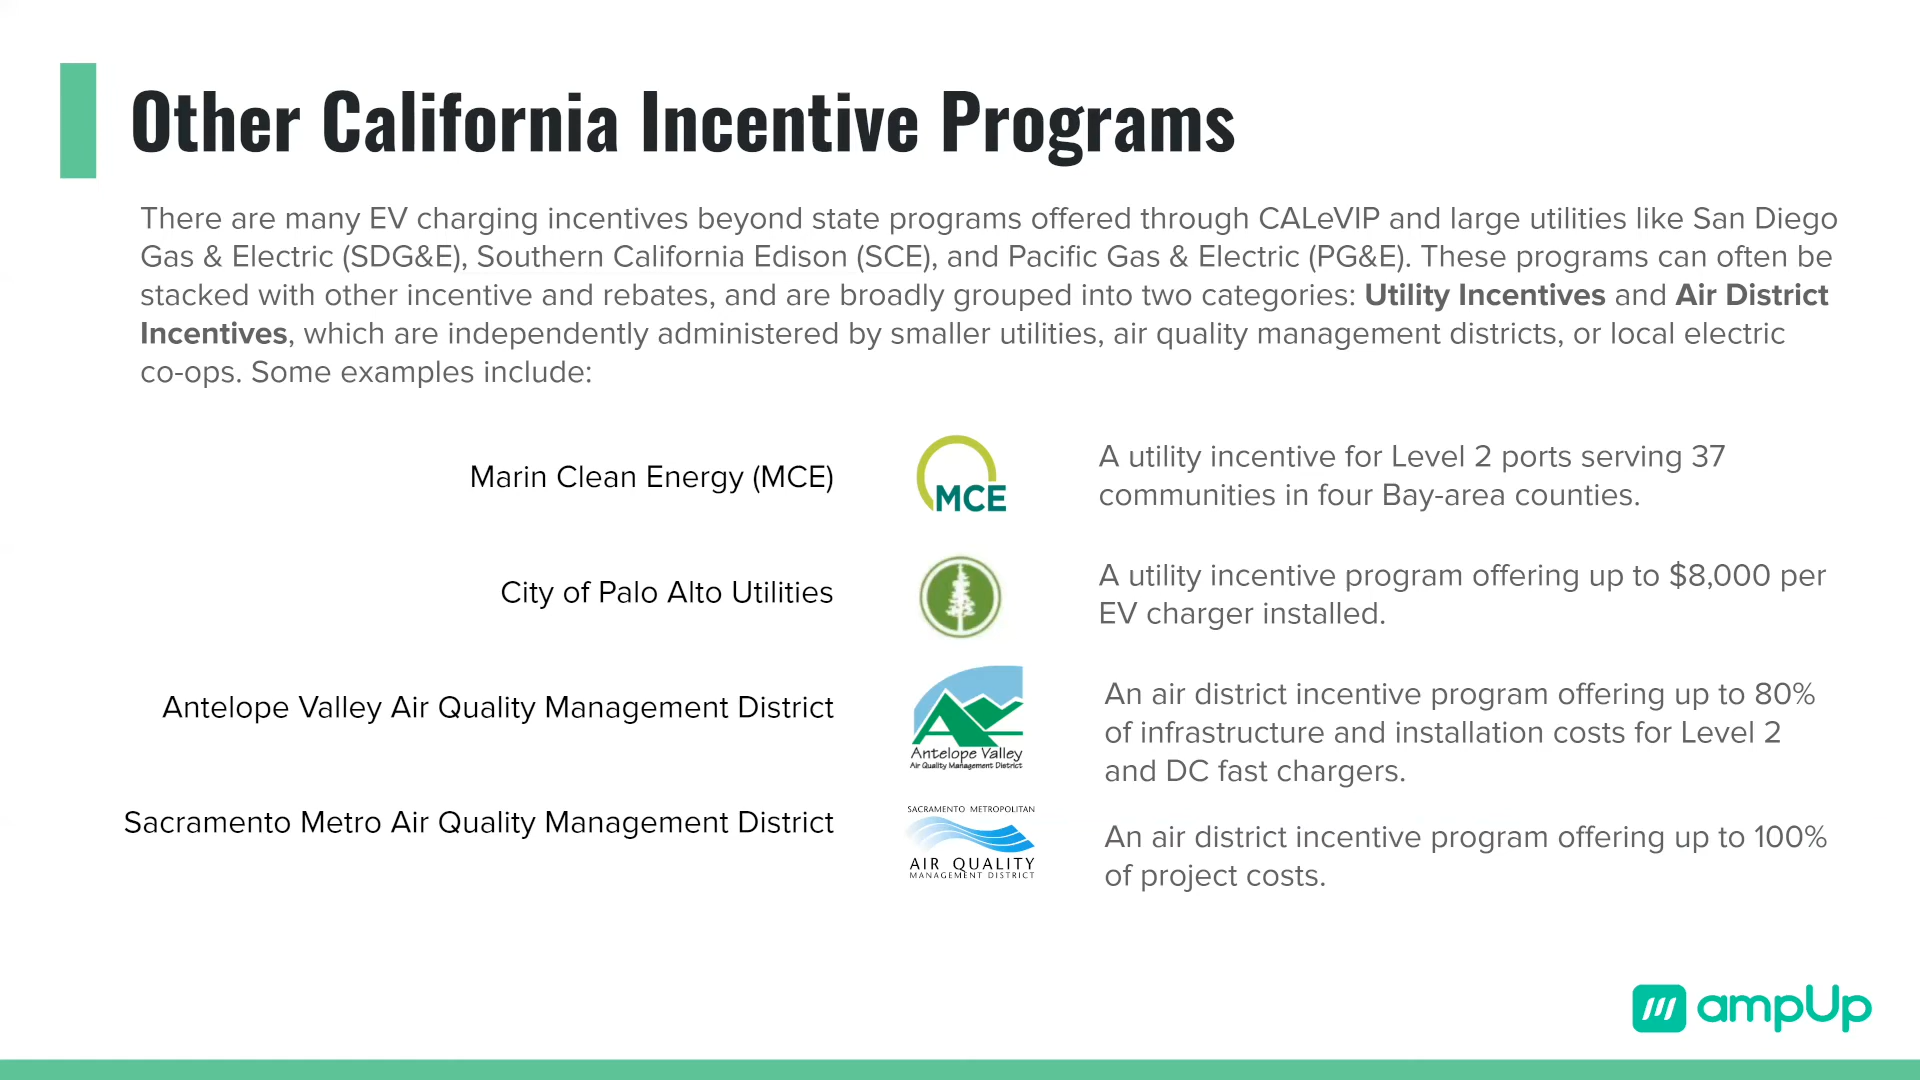 Other California Incentive Programs
There are many EV charging incentives beyond state programs offered through CALeVIP and large utilities like San Diego
Gas & Electric (SDG&E), Southern California Edison (SCE), and Pacific Gas & Electric (PG&E). These programs can often be
stacked with other incentive and rebates, and are broadly grouped into two categories: Utility Incentives and Air District
Incentives, which are independently administered by smaller utilities, air quality management districts, or local electric
co-ops. Some examples include:
Marin Clean Energy (MCE)
MCE
A utility incentive for Level 2 ports serving 37
communities in four Bay-area counties.
City of Palo Alto Utilities
A utility incentive program offering up to $8,000 per
EV charger installed.
Antelope Valley Air Quality Management District
Antelope Valley
Air Quality Management District
An air district incentive program offering up to 80%
of infrastructure and installation costs for Level 2
and DC fast chargers.
Sacramento Metro Air Quality Management District
SACRAMENTO METROPOLITAN
AIR QUALITY
MANAGEMENT DISTRICT
An air district incentive program offering up to 100%
of project costs.
ampUp